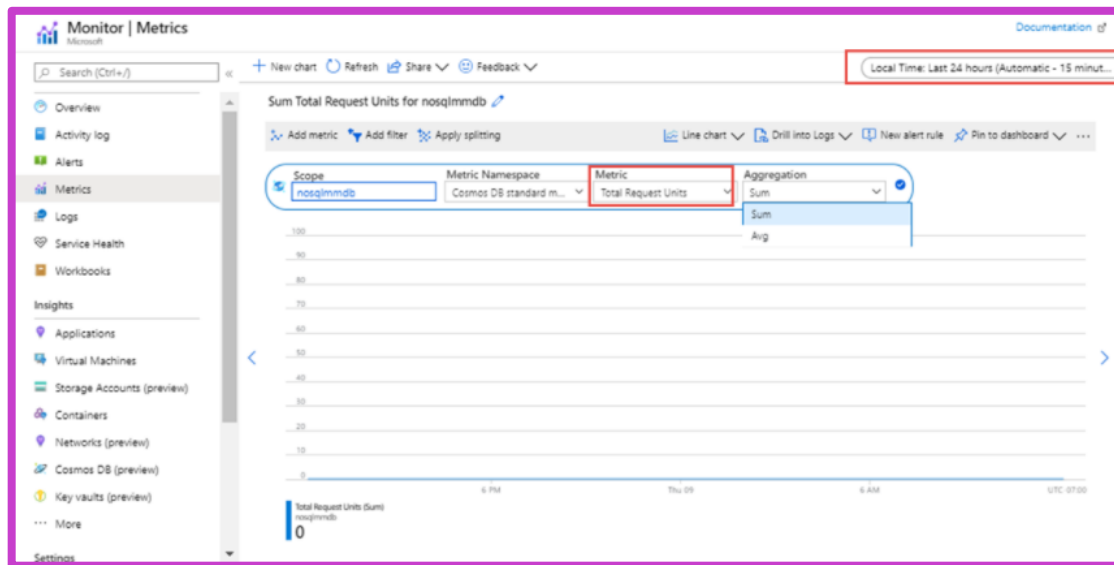 Monitor | Metrics
Microsoft
Documentation
Search (Ctrl+/)
«
New chart Refresh Share Feedback
Local Time: Last 24 hours (Automatic - 15 minut...
Overview
Activity log
Alerts
Metrics
Logs
Service Health
Workbooks
Insights
Applications
Virtual Machines
Storage Accounts (preview)
Containers
Networks (preview)
Cosmos DB (preview)
Key vaults (preview)
More
Settings
Sum Total Request Units for nosqlmmdb
Add metric Add filter Apply splitting Line chart Drill into Logs New alert rule Pin to dashboard ...
Scope Metric Namespace Metric Aggregation
nosqlmmdb Cosmos DB standard m... Total Request Units Sum
Sum
Avg
100
90
80
70
60
50
40
30
20
10
0
6 PM Thu 09 6 AM UTC-07:00
Total Request Units (Sum)
nosqlmmdb
0